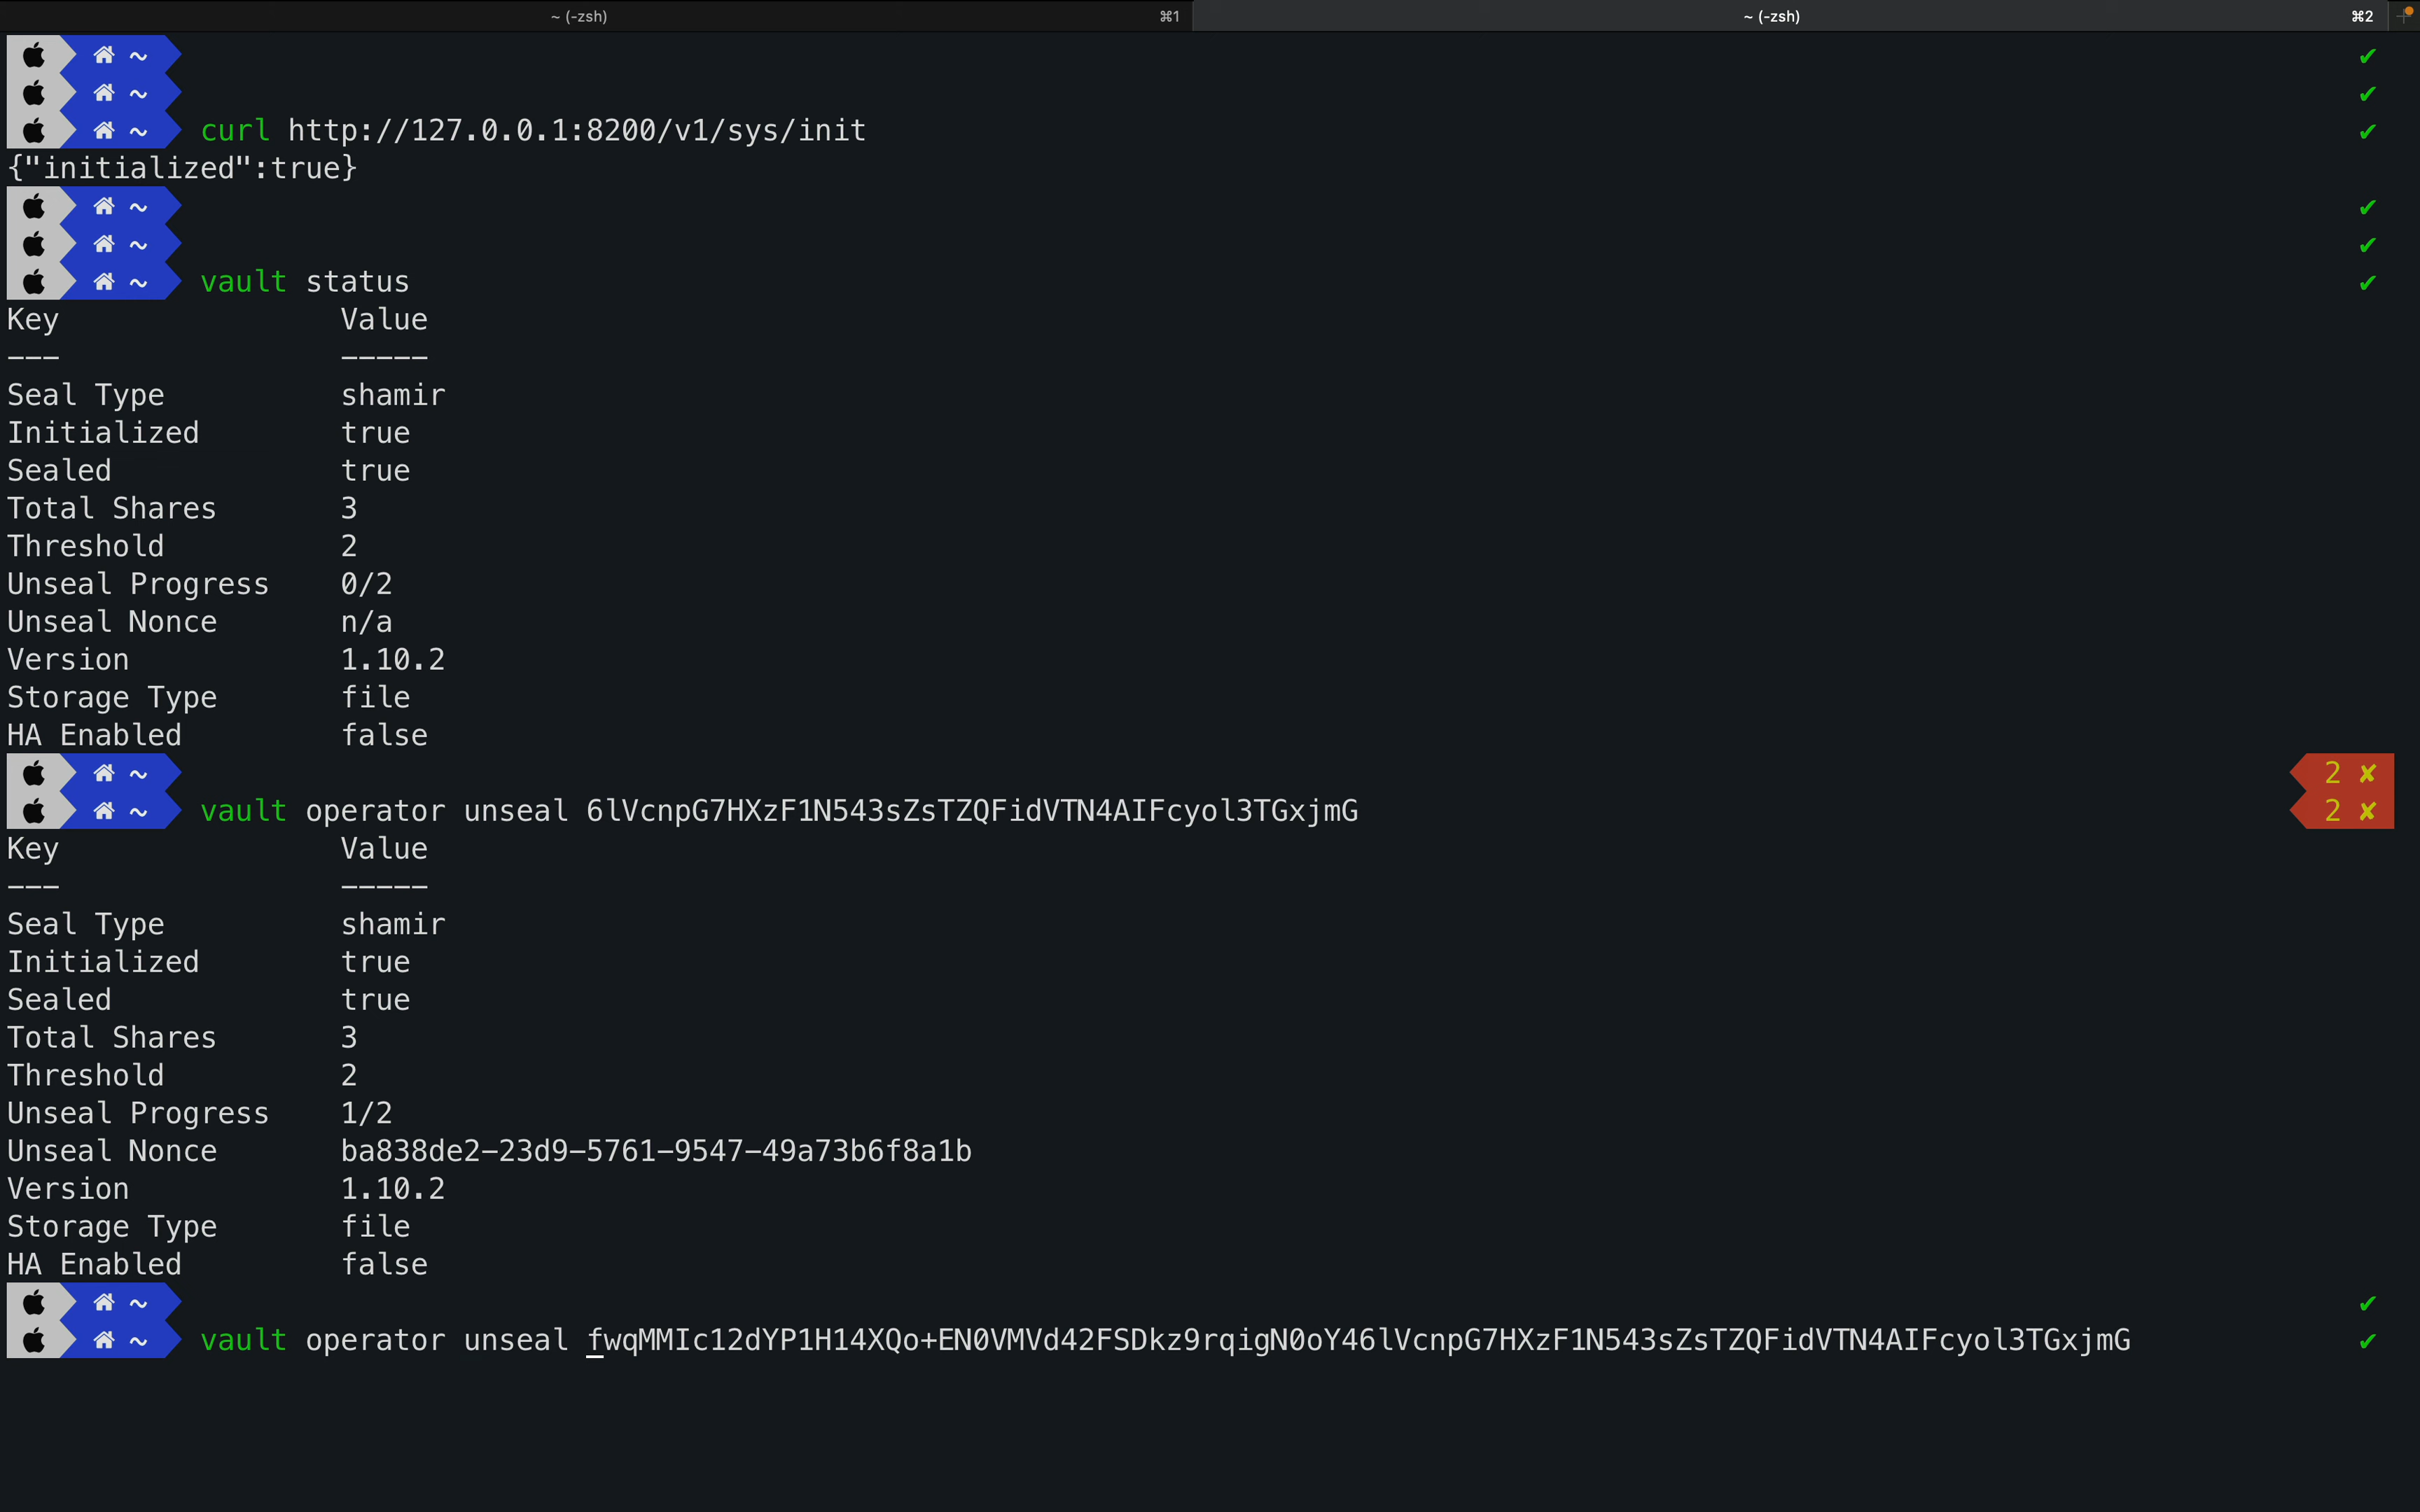 ~ (-zsh) ⌘1 ~ (-zsh) ⌘2
~ ✔
~ ✔
~ curl http://127.0.0.1:8200/v1/sys/init ✔
{"initialized":true}
~ ✔
~ ✔
~ vault status ✔
Key Value
--- -----
Seal Type shamir
Initialized true
Sealed true
Total Shares 3
Threshold 2
Unseal Progress 0/2
Unseal Nonce n/a
Version 1.10.2
Storage Type file
HA Enabled false
~ 2 ✘
~ vault operator unseal 6lVcnpG7HXzF1N543sZsTZQFidVTN4AIFcyol3TGxjmG 2 ✘
Key Value
--- -----
Seal Type shamir
Initialized true
Sealed true
Total Shares 3
Threshold 2
Unseal Progress 1/2
Unseal Nonce ba838de2-23d9-5761-9547-49a73b6f8a1b
Version 1.10.2
Storage Type file
HA Enabled false
~ ✔
~ vault operator unseal fwqMMIc12dYP1H14XQo+EN0VMVd42FSDkz9rqigN0oY46lVcnpG7HXzF1N543sZsTZQFidVTN4AIFcyol3TGxjmG ✔